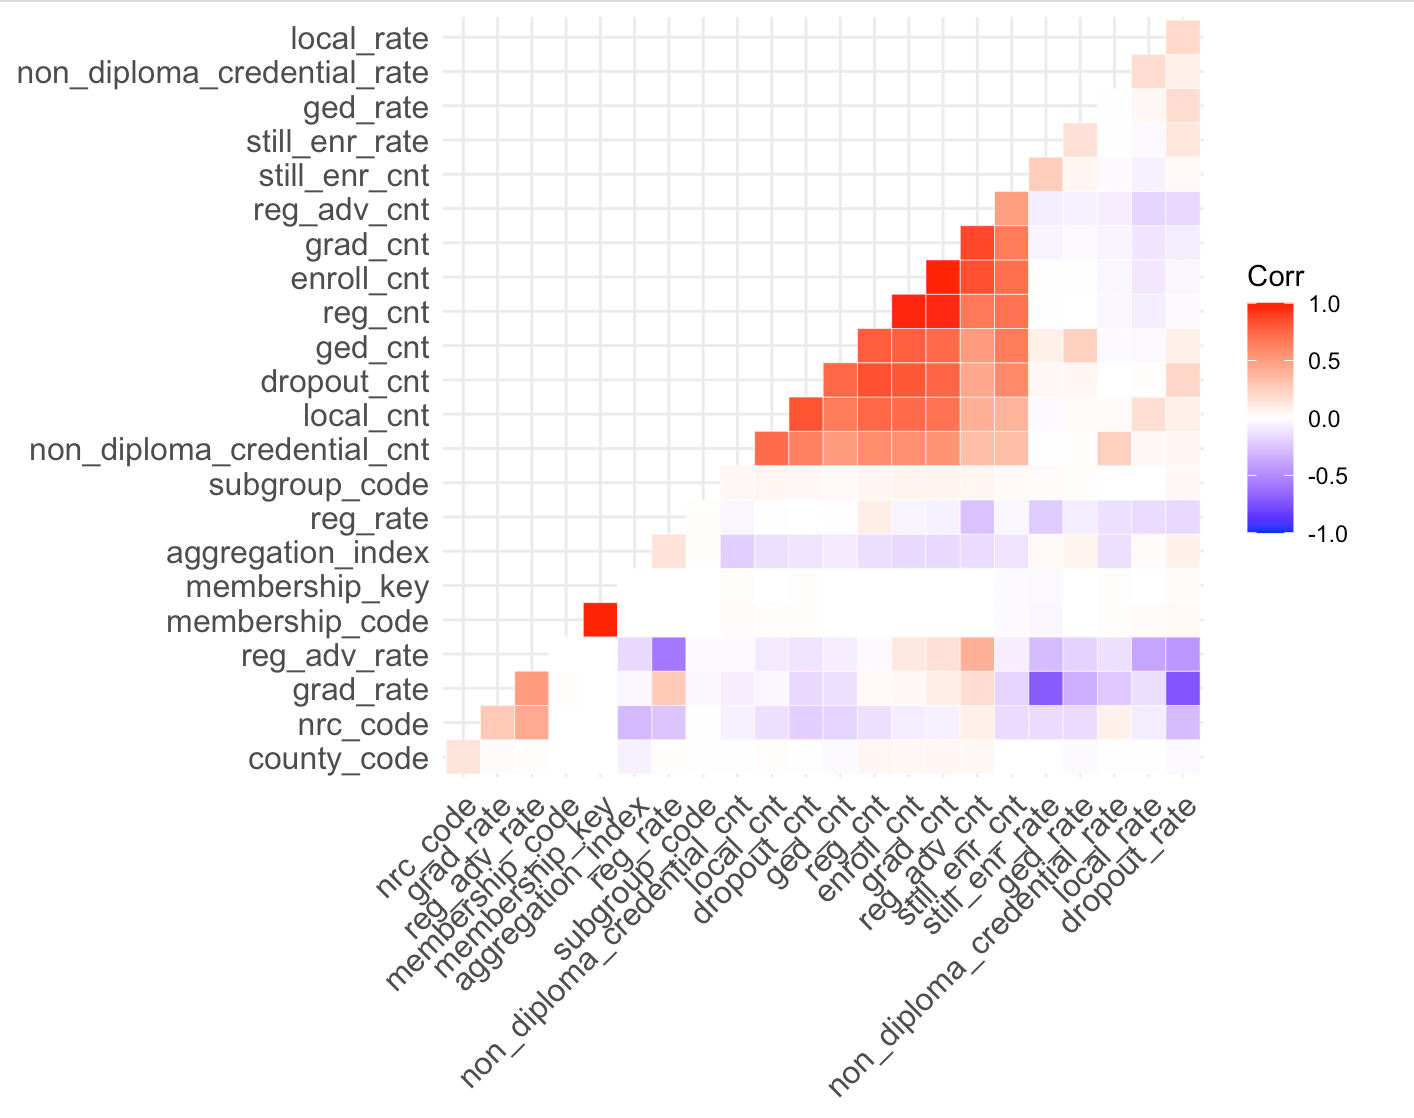 local_rate
non_diploma_credential_rate
ged_rate
still_enr_rate
still_enr_cnt
reg_adv_cnt
grad_cnt
enroll_cnt
reg_cnt
ged_cnt
dropout_cnt
local_cnt
non_diploma_credential_cnt
subgroup_code
reg_rate
aggregation_index
membership_key
membership_code
reg_adv_rate
grad_rate
nrc_code
county_code
nrc_code
grad_rate
reg_adv_rate
membership_code
membership_key
aggregation_index
reg_rate
subgroup_code
non_diploma_credential_cnt
local_cnt
dropout_cnt
ged_cnt
reg_cnt
enroll_cnt
grad_cnt
reg_adv_cnt
still_enr_cnt
still_enr_rate
ged_rate
non_diploma_credential_rate
local_rate
dropout_rate
Corr
1.0
0.5
0.0
-0.5
-1.0